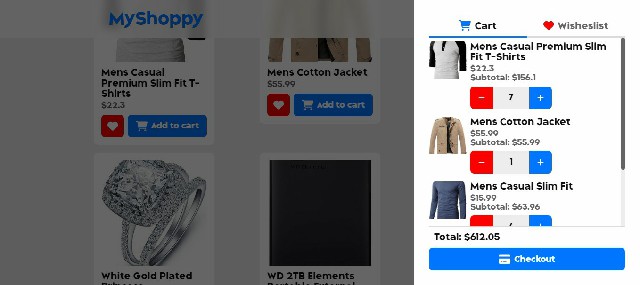 MyShoppy
Mens Casual
Premium Slim Fit T-
Shirts
$22.3
Add to cart
Mens Cotton Jacket
$55.99
Add to cart
White Gold Plated
WD 2TB Elements
Cart
Wisheslist
Mens Casual Premium Slim
Fit T-Shirts
$22.3
Subtotal: $156.1
− 7 +
Mens Cotton Jacket
$55.99
Subtotal: $55.99
− 1 +
Mens Casual Slim Fit
$15.99
Subtotal: $63.96
Total: $612.05
Checkout